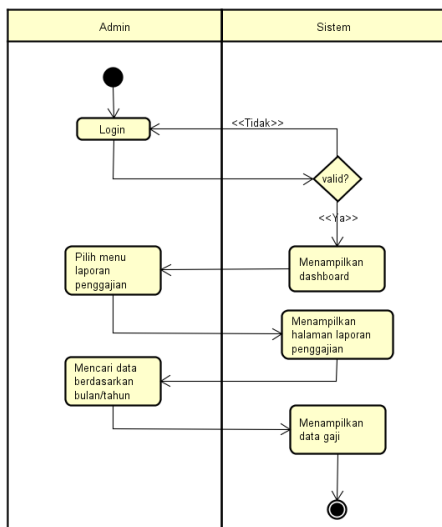 Admin
Sistem
Login
<<Tidak>>
valid?
<<Ya>>
Pilih menu
laporan
penggajian
Menampilkan
dashboard
Menampilkan
halaman laporan
penggajian
Mencari data
berdasarkan
bulan/tahun
Menampilkan
data gaji